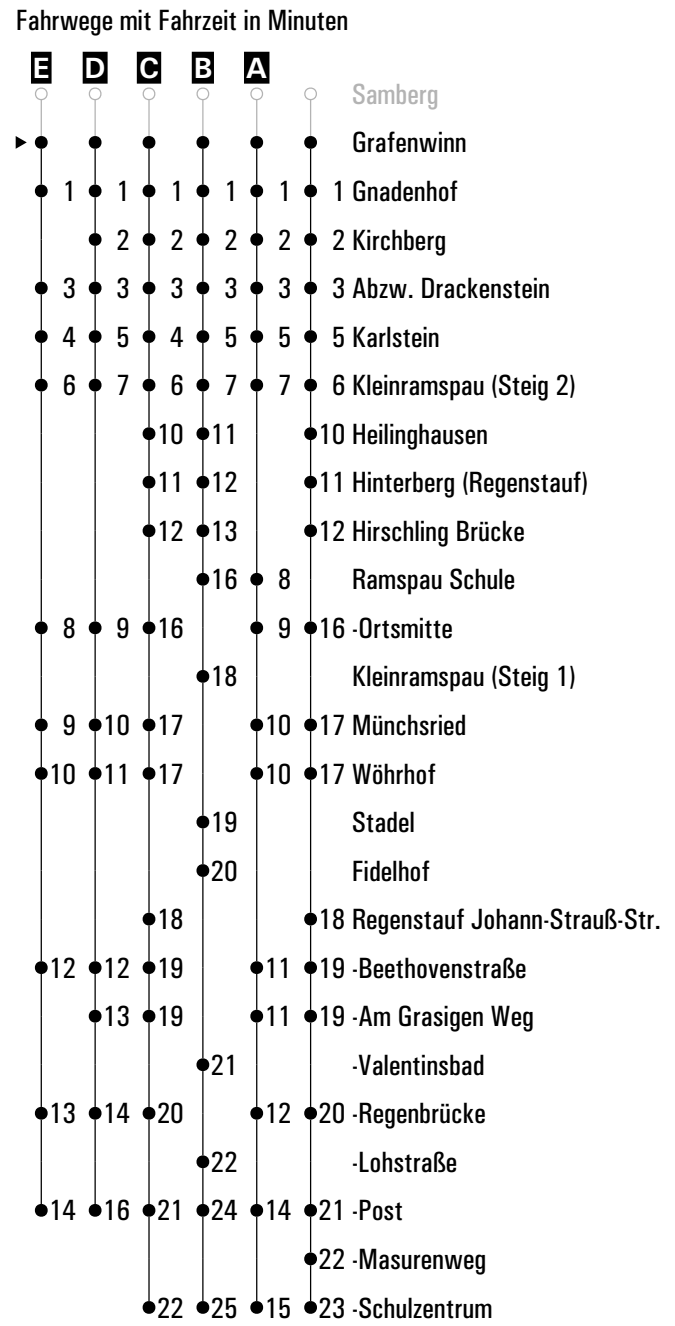 Fahrwege mit Fahrzeit in Minuten
E D C B A
Samberg
Grafenwinn
1 1 1 1 1 1 Gnadenhof
2 2 2 2 2 Kirchberg
3 3 3 3 3 3 Abzw. Drackenstein
4 5 4 5 5 5 Karlstein
6 7 6 7 7 6 Kleinramspau (Steig 2)
10 11 10 Heilinghausen
11 12 11 Hinterberg (Regenstauf)
12 13 12 Hirschling Brücke
16 8 Ramspau Schule
8 9 16 9 16 -Ortsmitte
18 Kleinramspau (Steig 1)
9 10 17 10 17 Münchsried
10 11 17 10 17 Wöhrhof
19 Stadel
20 Fidelhof
18 18 Regenstauf Johann-Strauß-Str.
12 12 19 11 19 -Beethovenstraße
13 19 11 19 -Am Grasigen Weg
21 -Valentinsbad
13 14 20 12 20 -Regenbrücke
22 -Lohstraße
14 16 21 24 14 21 -Post
22 -Masurenweg
22 25 15 23 -Schulzentrum